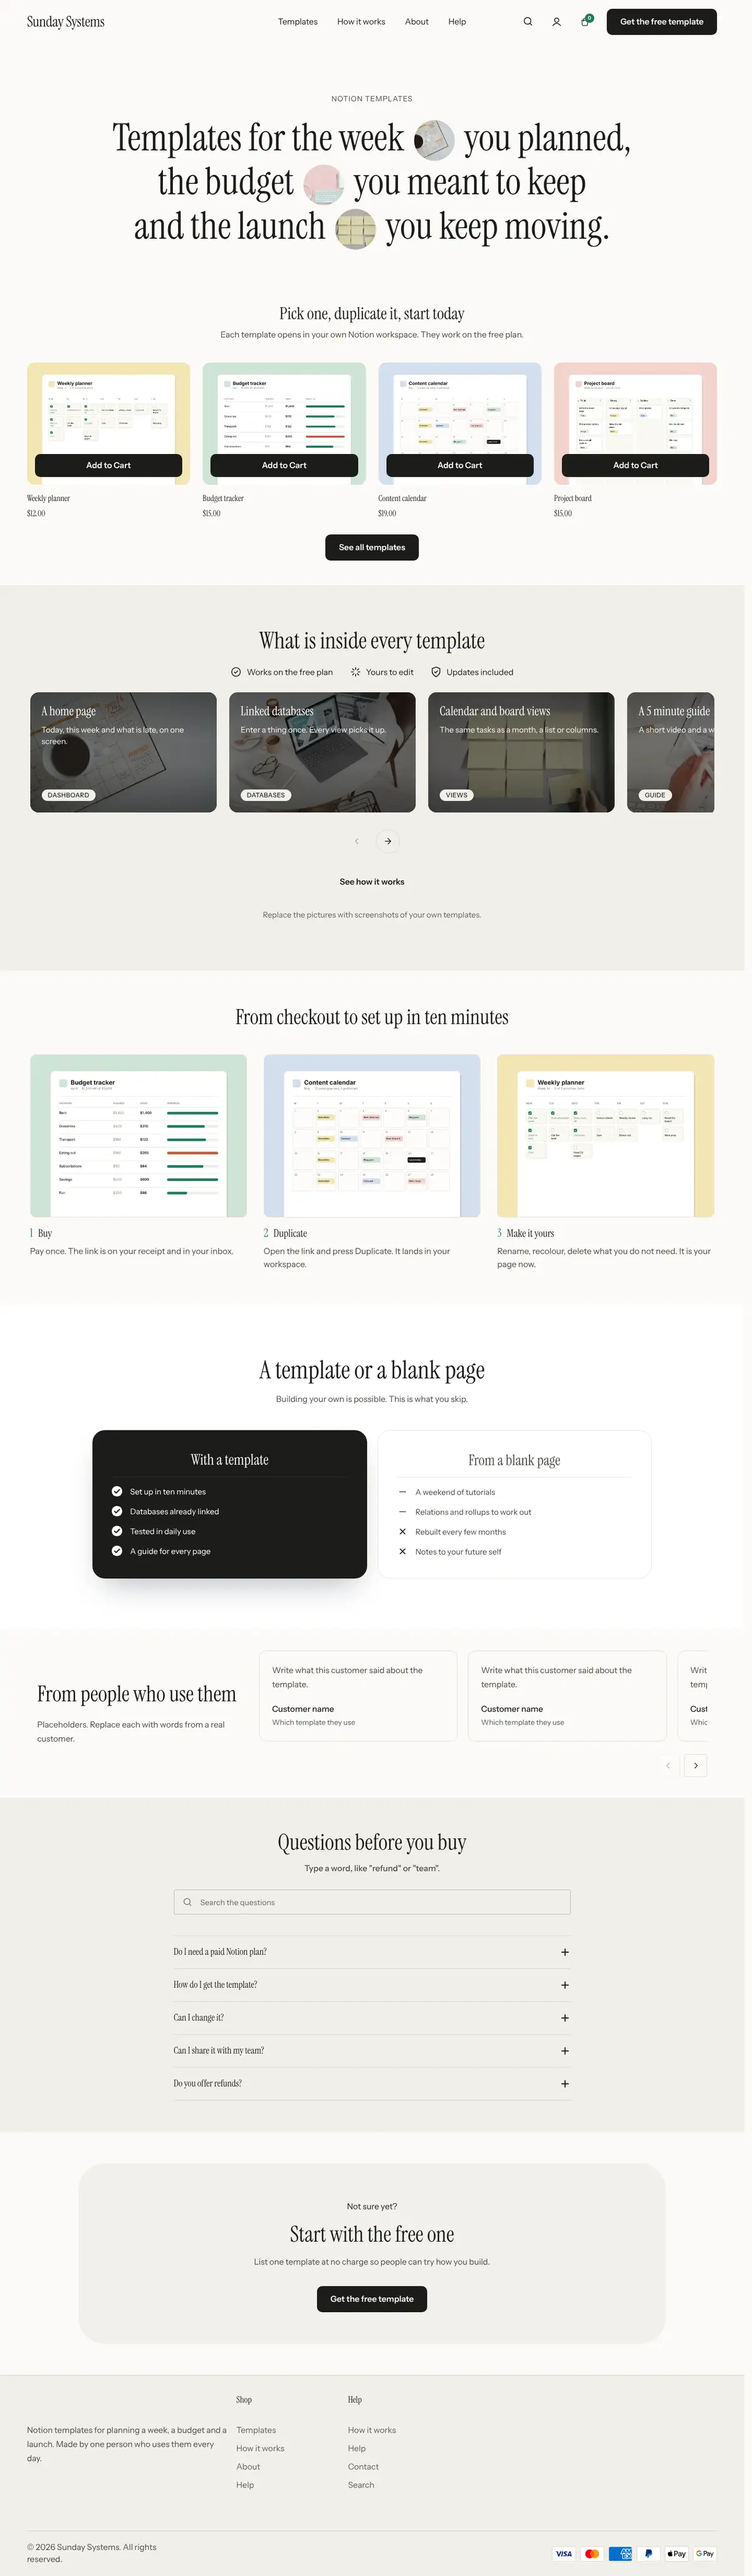 Sunday Systems
Templates
How it works
About
Help
0
Get the free template
NOTION TEMPLATES
Templates for the week you planned,
the budget you meant to keep
and the launch you keep moving.
Pick one, duplicate it, start today
Each template opens in your own Notion workspace. They work on the free plan.
Weekly planner
Add to Cart
Budget tracker
Add to Cart
Content calendar
Add to Cart
Project board
Add to Cart
Weekly planner
$12.00
Budget tracker
$15.00
Content calendar
$19.00
Project board
$15.00
See all templates
What is inside every template
Works on the free plan
Yours to edit
Updates included
A home page
Today, this week and what is late, on one
screen.
DASHBOARD
Linked databases
Enter a thing once. Every view picks it up.
DATABASES
Calendar and board views
The same tasks as a month, a list or columns.
VIEWS
A 5 minute guide
A short video and a w
GUIDE
See how it works
Replace the pictures with screenshots of your own templates.
From checkout to set up in ten minutes
Budget tracker
Rent
Groceries
Transport
Eating out
Subscriptions
Savings
Fun
Content calendar
Weekly planner
1 Buy
Pay once. The link is on your receipt and in your inbox.
2 Duplicate
Open the link and press Duplicate. It lands in your
workspace.
3 Make it yours
Rename, recolour, delete what you do not need. It is your
page now.
A template or a blank page
Building your own is possible. This is what you skip.
With a template
Set up in ten minutes
Databases already linked
Tested in daily use
A guide for every page
From a blank page
A weekend of tutorials
Relations and rollups to work out
Rebuilt every few months
Notes to your future self
From people who use them
Placeholders. Replace each with words from a real
customer.
Write what this customer said about the
template.
Customer name
Which template they use
Write what this customer said about the
template.
Customer name
Which template they use
Writ
temp
Cust
Whic
Questions before you buy
Type a word, like "refund" or "team".
Search the questions
Do I need a paid Notion plan?
How do I get the template?
Can I change it?
Can I share it with my team?
Do you offer refunds?
Not sure yet?
Start with the free one
List one template at no charge so people can try how you build.
Get the free template
Notion templates for planning a week, a budget and a
launch. Made by one person who uses them every
day.
Shop
Templates
How it works
About
Help
Help
How it works
Help
Contact
Search
© 2026 Sunday Systems. All rights
reserved.
VISA
AMEX
Pay
G Pay